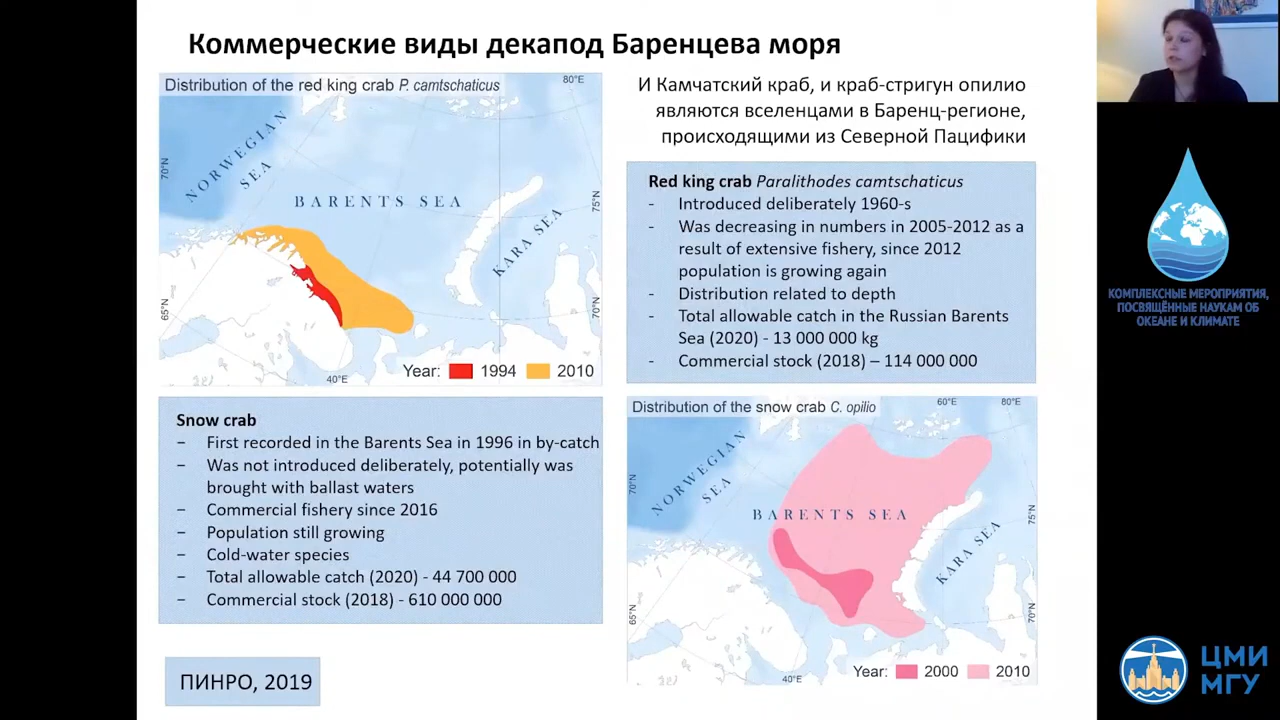 Коммерческие виды декапод Баренцева моря
Distribution of the red king crab P. camtschaticus
80°E
NORWEGIAN
SEA
70°N
BARENTS SEA
75°N
KARA SEA
65°N
70°N
40°E
Year: 1994 2010
И Камчатский краб, и краб-стригун опилио
являются вселенцами в Баренц-регионе,
происходящими из Северной Пацифики
Red king crab Paralithodes camtschaticus
- Introduced deliberately 1960-s
- Was decreasing in numbers in 2005-2012 as a
result of extensive fishery, since 2012
population is growing again
- Distribution related to depth
- Total allowable catch in the Russian Barents
Sea (2020) - 13 000 000 kg
- Commercial stock (2018) – 114 000 000
Snow crab
− First recorded in the Barents Sea in 1996 in by-catch
− Was not introduced deliberately, potentially was
brought with ballast waters
− Commercial fishery since 2016
− Population still growing
− Cold-water species
− Total allowable catch (2020) - 44 700 000
− Commercial stock (2018) - 610 000 000
Distribution of the snow crab C. opilio
60°E
80°E
NORWEGIAN
SEA
70°N
BARENTS SEA
75°N
KARA SEA
65°N
70°N
40°E
Year: 2000 2010
ПИНРО, 2019
КОМПЛЕКСНЫЕ МЕРОПРИЯТИЯ,
ПОСВЯЩЁННЫЕ НАУКАМ ОБ
ОКЕАНЕ И КЛИМАТЕ
ЦМИ
МГУ